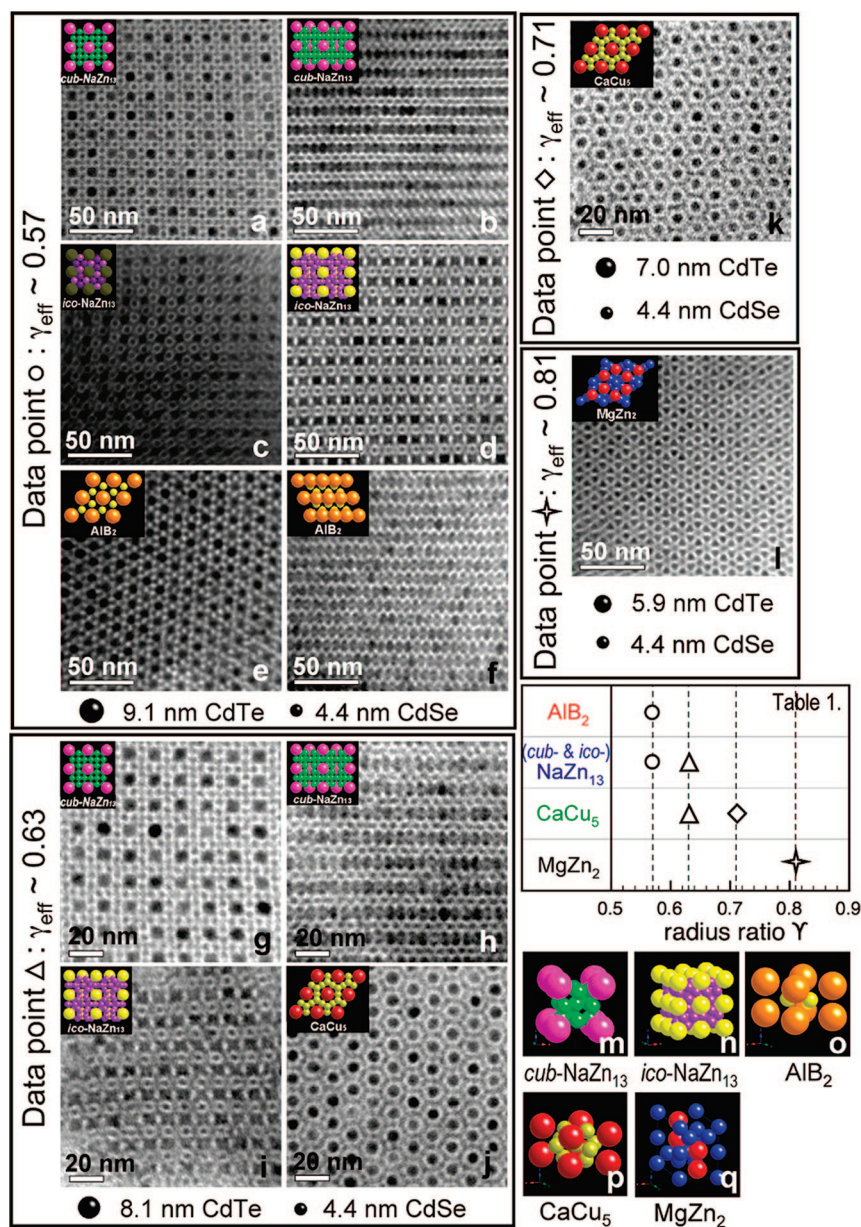 Data point ○ : γeff ~ 0.57
cub-NaZn13
50 nm
a
cub-NaZn13
50 nm
b
ico-NaZn13
50 nm
c
ico-NaZn13
50 nm
d
AlB2
50 nm
e
AlB2
50 nm
f
9.1 nm CdTe 4.4 nm CdSe
Data point △ : γeff ~ 0.63
cub-NaZn13
20 nm
g
cub-NaZn13
20 nm
h
ico-NaZn13
20 nm
i
CaCu5
20 nm
j
8.1 nm CdTe 4.4 nm CdSe
Data point ◇ : γeff ~ 0.71
CaCu5
20 nm
k
7.0 nm CdTe
4.4 nm CdSe
Data point ✧ : γeff ~ 0.81
MgZn2
50 nm
l
5.9 nm CdTe
4.4 nm CdSe
Table 1.
AlB2
(cub- & ico-)
NaZn13
CaCu5
MgZn2
0.5 0.6 0.7 0.8 0.9
radius ratio ϒ
m n o
cub-NaZn13 ico-NaZn13 AlB2
p q
CaCu5 MgZn2